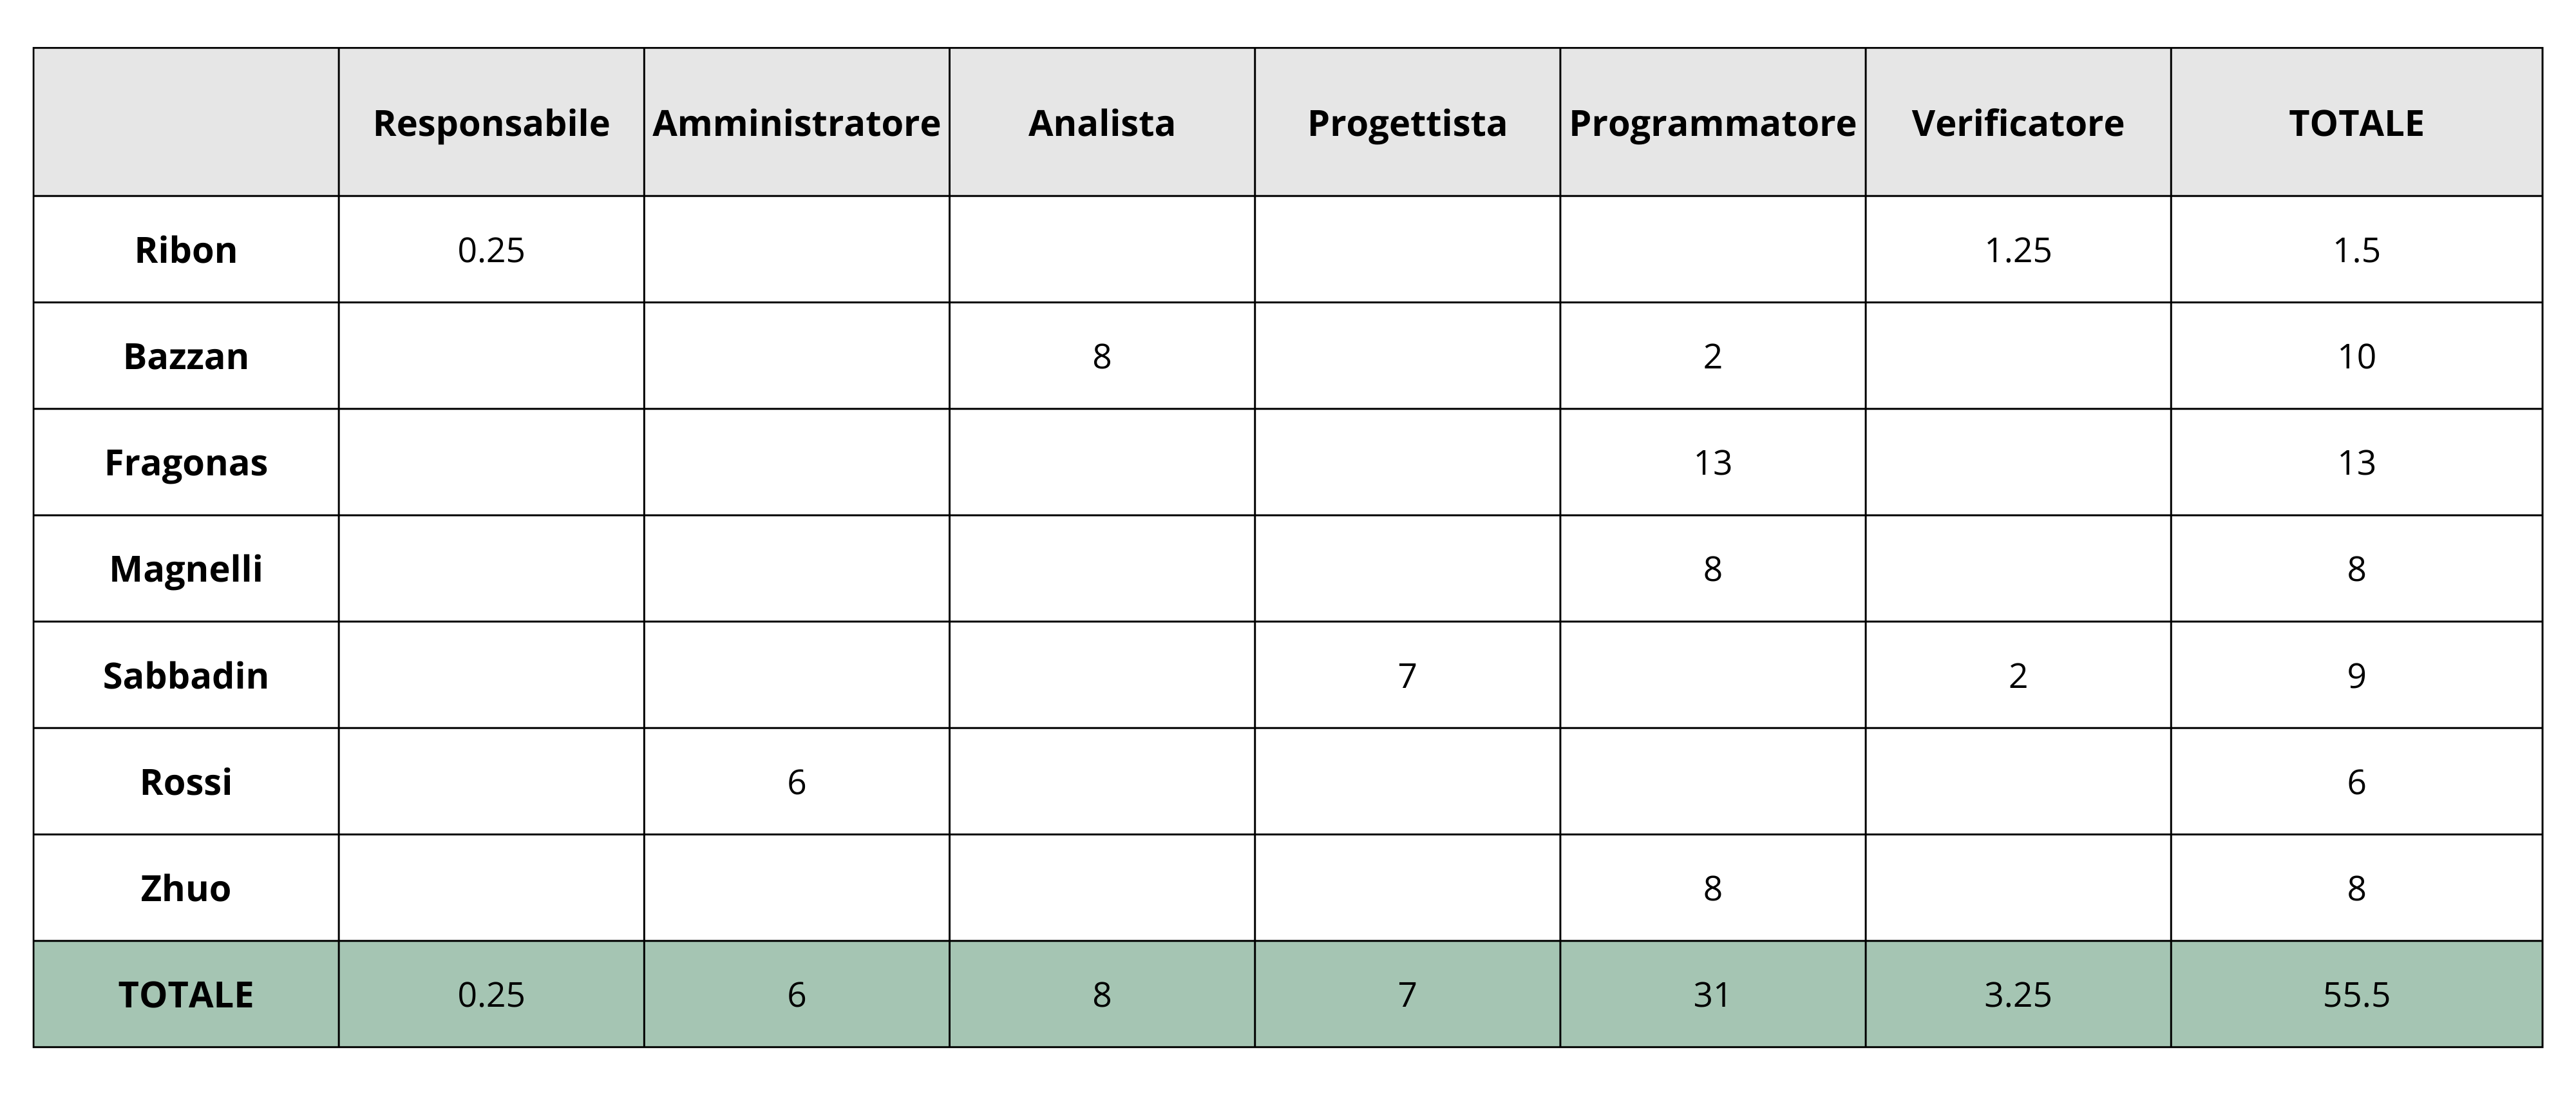 Responsabile Amministratore Analista Progettista Programmatore Verificatore TOTALE
Ribon 0.25 1.25 1.5
Bazzan 8 2 10
Fragonas 13 13
Magnelli 8 8
Sabbadin 7 2 9
Rossi 6 6
Zhuo 8 8
TOTALE 0.25 6 8 7 31 3.25 55.5